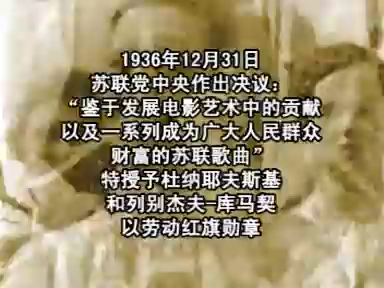 1936年12月31日
苏联党中央作出决议：
“鉴于发展电影艺术中的贡献
以及一系列成为广大人民群众
财富的苏联歌曲”
特授予杜纳耶夫斯基
和列别杰夫-库马契
以劳动红旗勋章